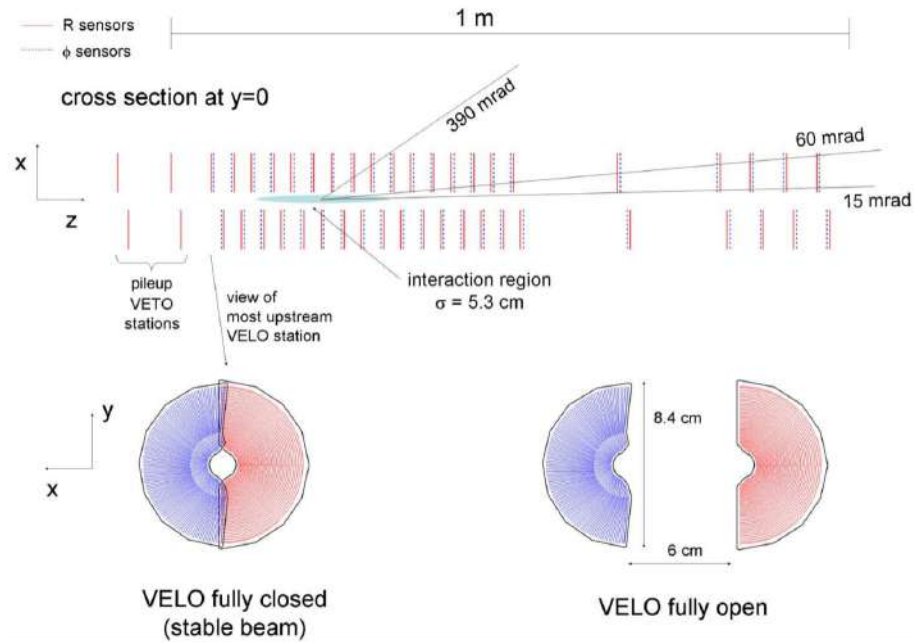 R sensors
ϕ sensors
1 m
cross section at y=0
390 mrad
60 mrad
15 mrad
x
z
pileup
VETO
stations
view of
most upstream
VELO station
interaction region
σ = 5.3 cm
y
x
8.4 cm
6 cm
VELO fully closed
(stable beam)
VELO fully open